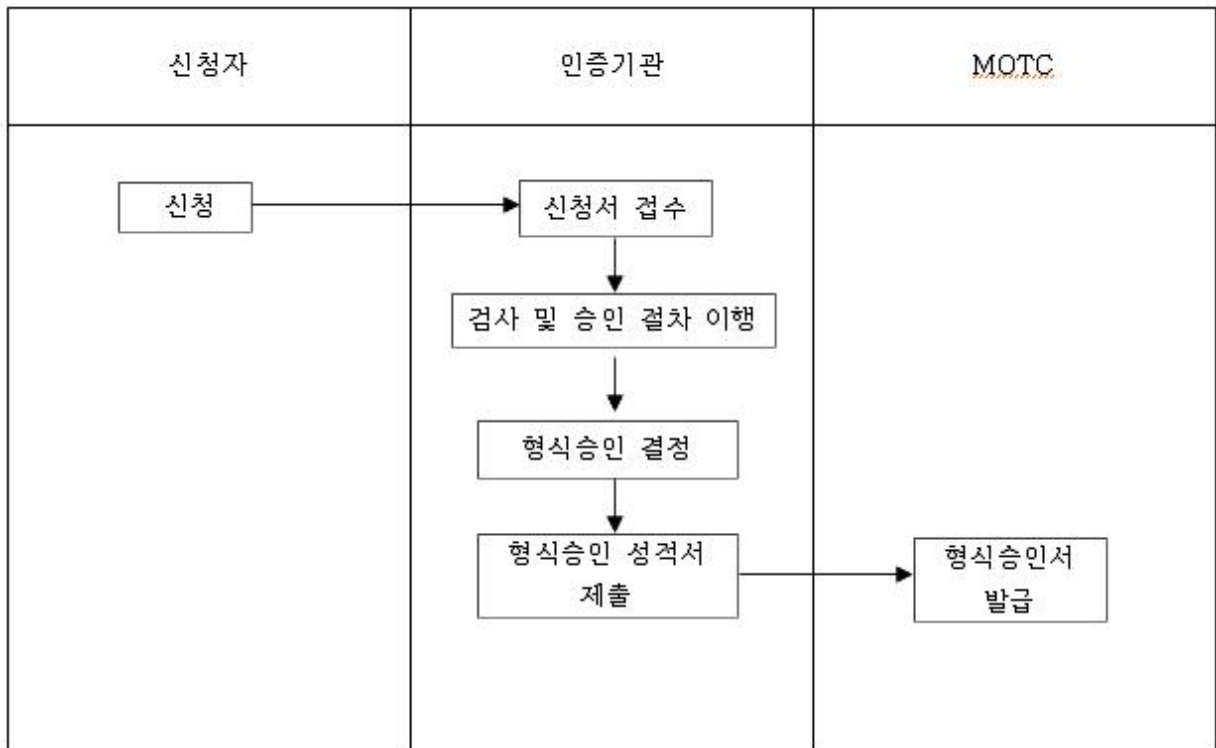 신청자
인증기관
MOTC
신청
신청서 접수
검사 및 승인 절차 이행
형식승인 결정
형식승인 성적서
제출
형식승인서
발급